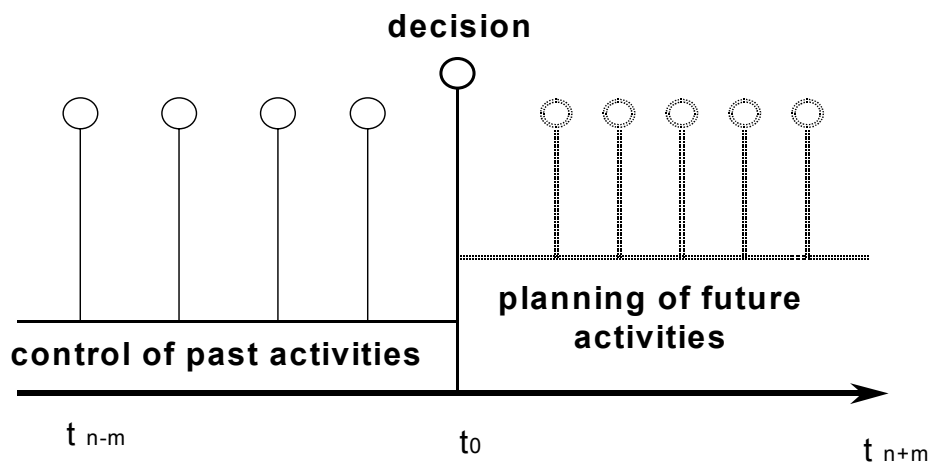 decision
planning of future
activities
control of past activities
t n-m
t0
t n+m